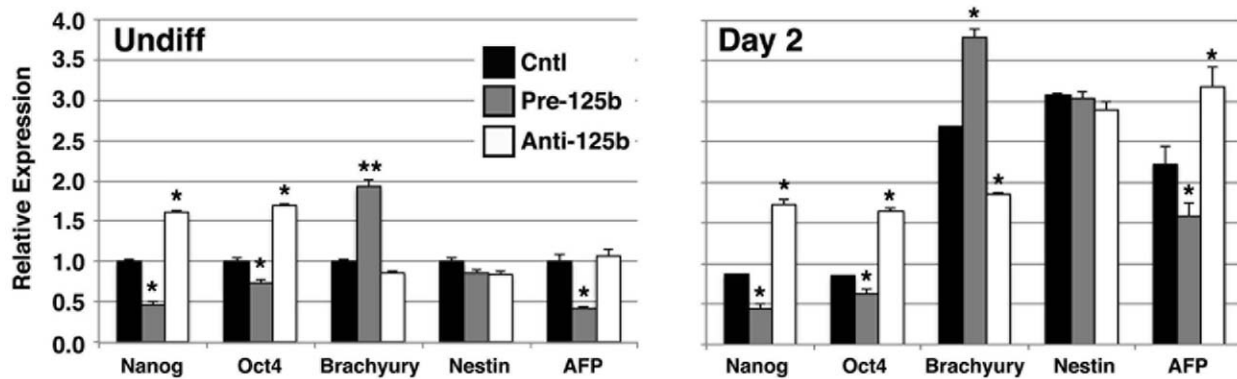 Undiff
Cntl
Pre-125b
Anti-125b
Relative Expression
4.0
3.5
3.0
2.5
2.0
1.5
1.0
0.5
0.0
*
*
*
*
**
*
Nanog Oct4 Brachyury Nestin AFP
Day 2
*
*
*
*
*
*
*
*
Nanog Oct4 Brachyury Nestin AFP